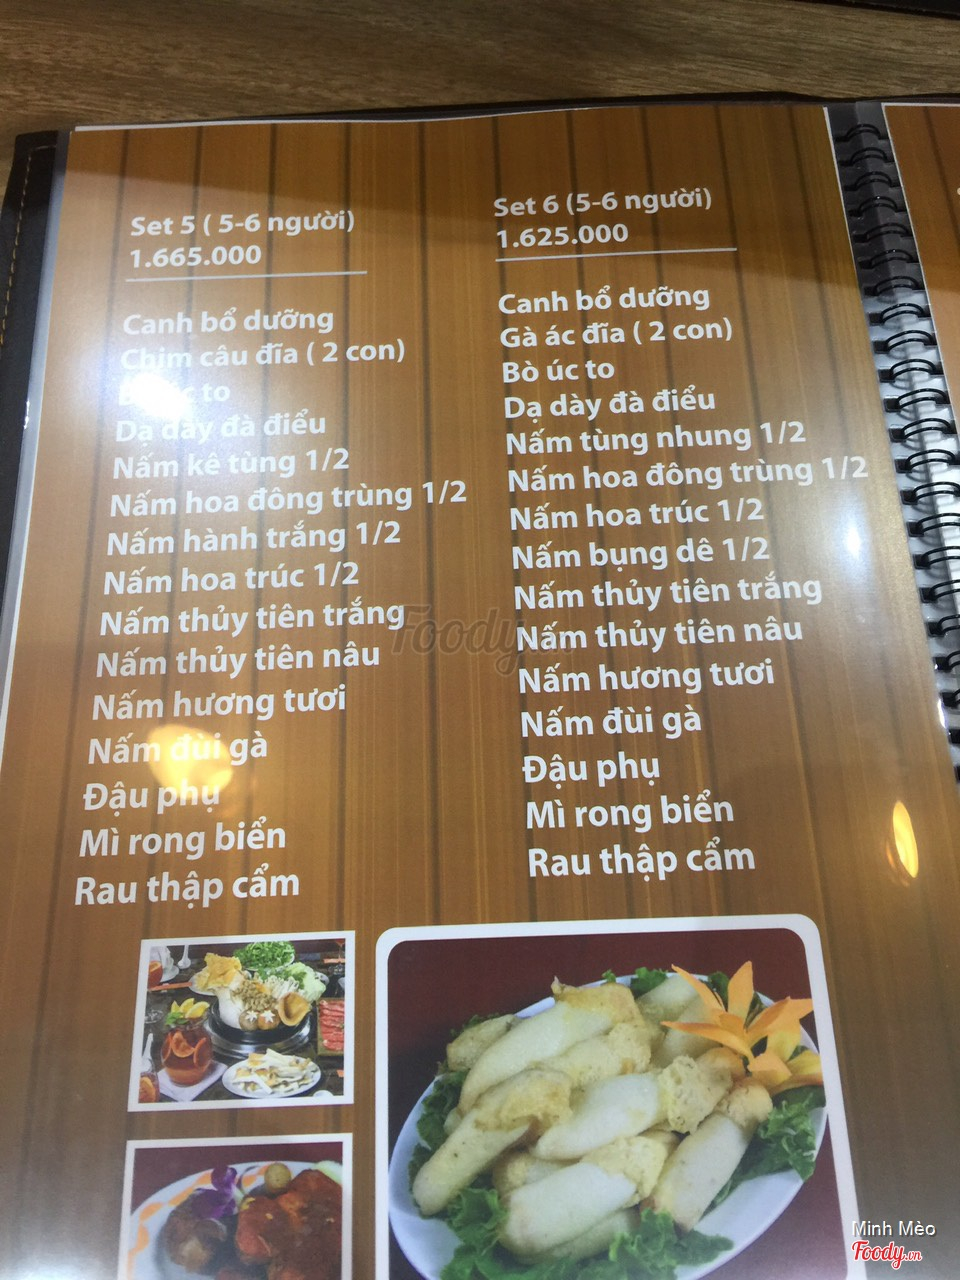 Set 5 ( 5-6 người)
1.665.000
Canh bổ dưỡng
Chim câu đĩa ( 2 con)
to
Dạ dày đà điểu
Nấm kê tùng 1/2
Nấm hoa đông trùng 1/2
Nấm hành trắng 1/2
Nấm hoa trúc 1/2
Nấm thủy tiên trắng
Nấm thủy tiên nâu
Nấm hương tươi
Nấm đùi gà
Đậu phụ
Mì rong biển
Rau thập cẩm
Set 6 (5-6 người)
1.625.000
Canh bổ dưỡng
Gà ác đĩa ( 2 con)
Bò úc to
Dạ dày đà điểu
Nấm tùng nhung 1/2
Nấm hoa đông trùng 1/2
Nấm hoa trúc 1/2
Nấm bụng dê 1/2
Nấm thủy tiên trắng
Nấm thủy tiên nâu
Nấm hương tươi
Nấm đùi gà
Đậu phụ
Mì rong biển
Rau thập cẩm
Foody.vn
Minh Mèo
Foody.vn